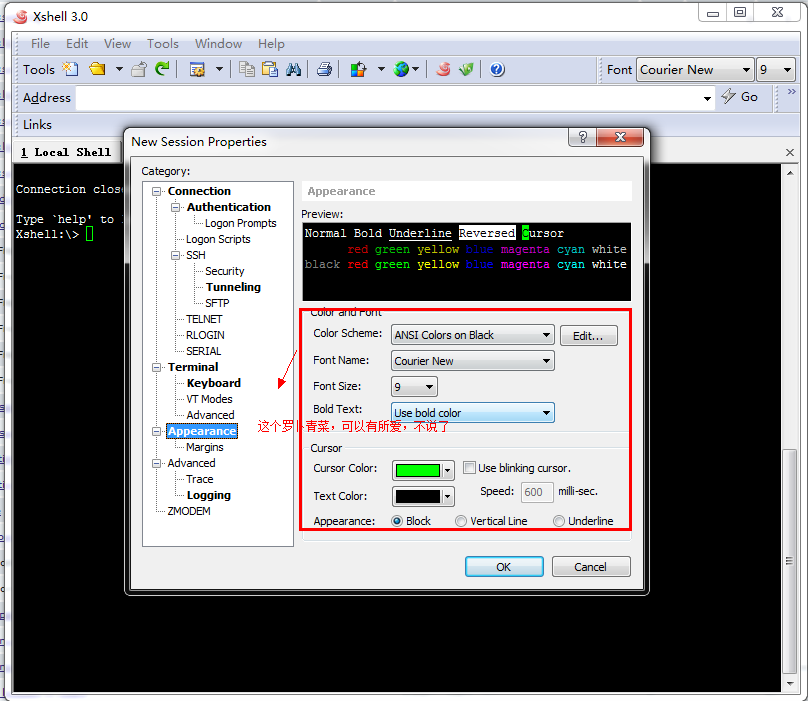 Xshell 3.0
File Edit View Tools Window Help
Tools Font Courier New 9
Address Go
Links
1 Local Shell
Connection close
Type `help' to
Xshell:\>
New Session Properties
Category:
Connection
Authentication
Logon Prompts
Logon Scripts
SSH
Security
Tunneling
SFTP
TELNET
RLOGIN
SERIAL
Terminal
Keyboard
VT Modes
Advanced
Appearance
Margins
Advanced
Trace
Logging
ZMODEM
Appearance
Preview:
Normal Bold Underline Reversed Cursor
red green yellow blue magenta cyan white
black red green yellow blue magenta cyan white
Color and Font
Color Scheme: ANSI Colors on Black Edit...
Font Name: Courier New
Font Size: 9
Bold Text: Use bold color
这个罗卜青菜，可以有所爱，不说了
Cursor
Cursor Color: Use blinking cursor.
Text Color: Speed: 600 milli-sec.
Appearance: Block Vertical Line Underline
OK Cancel